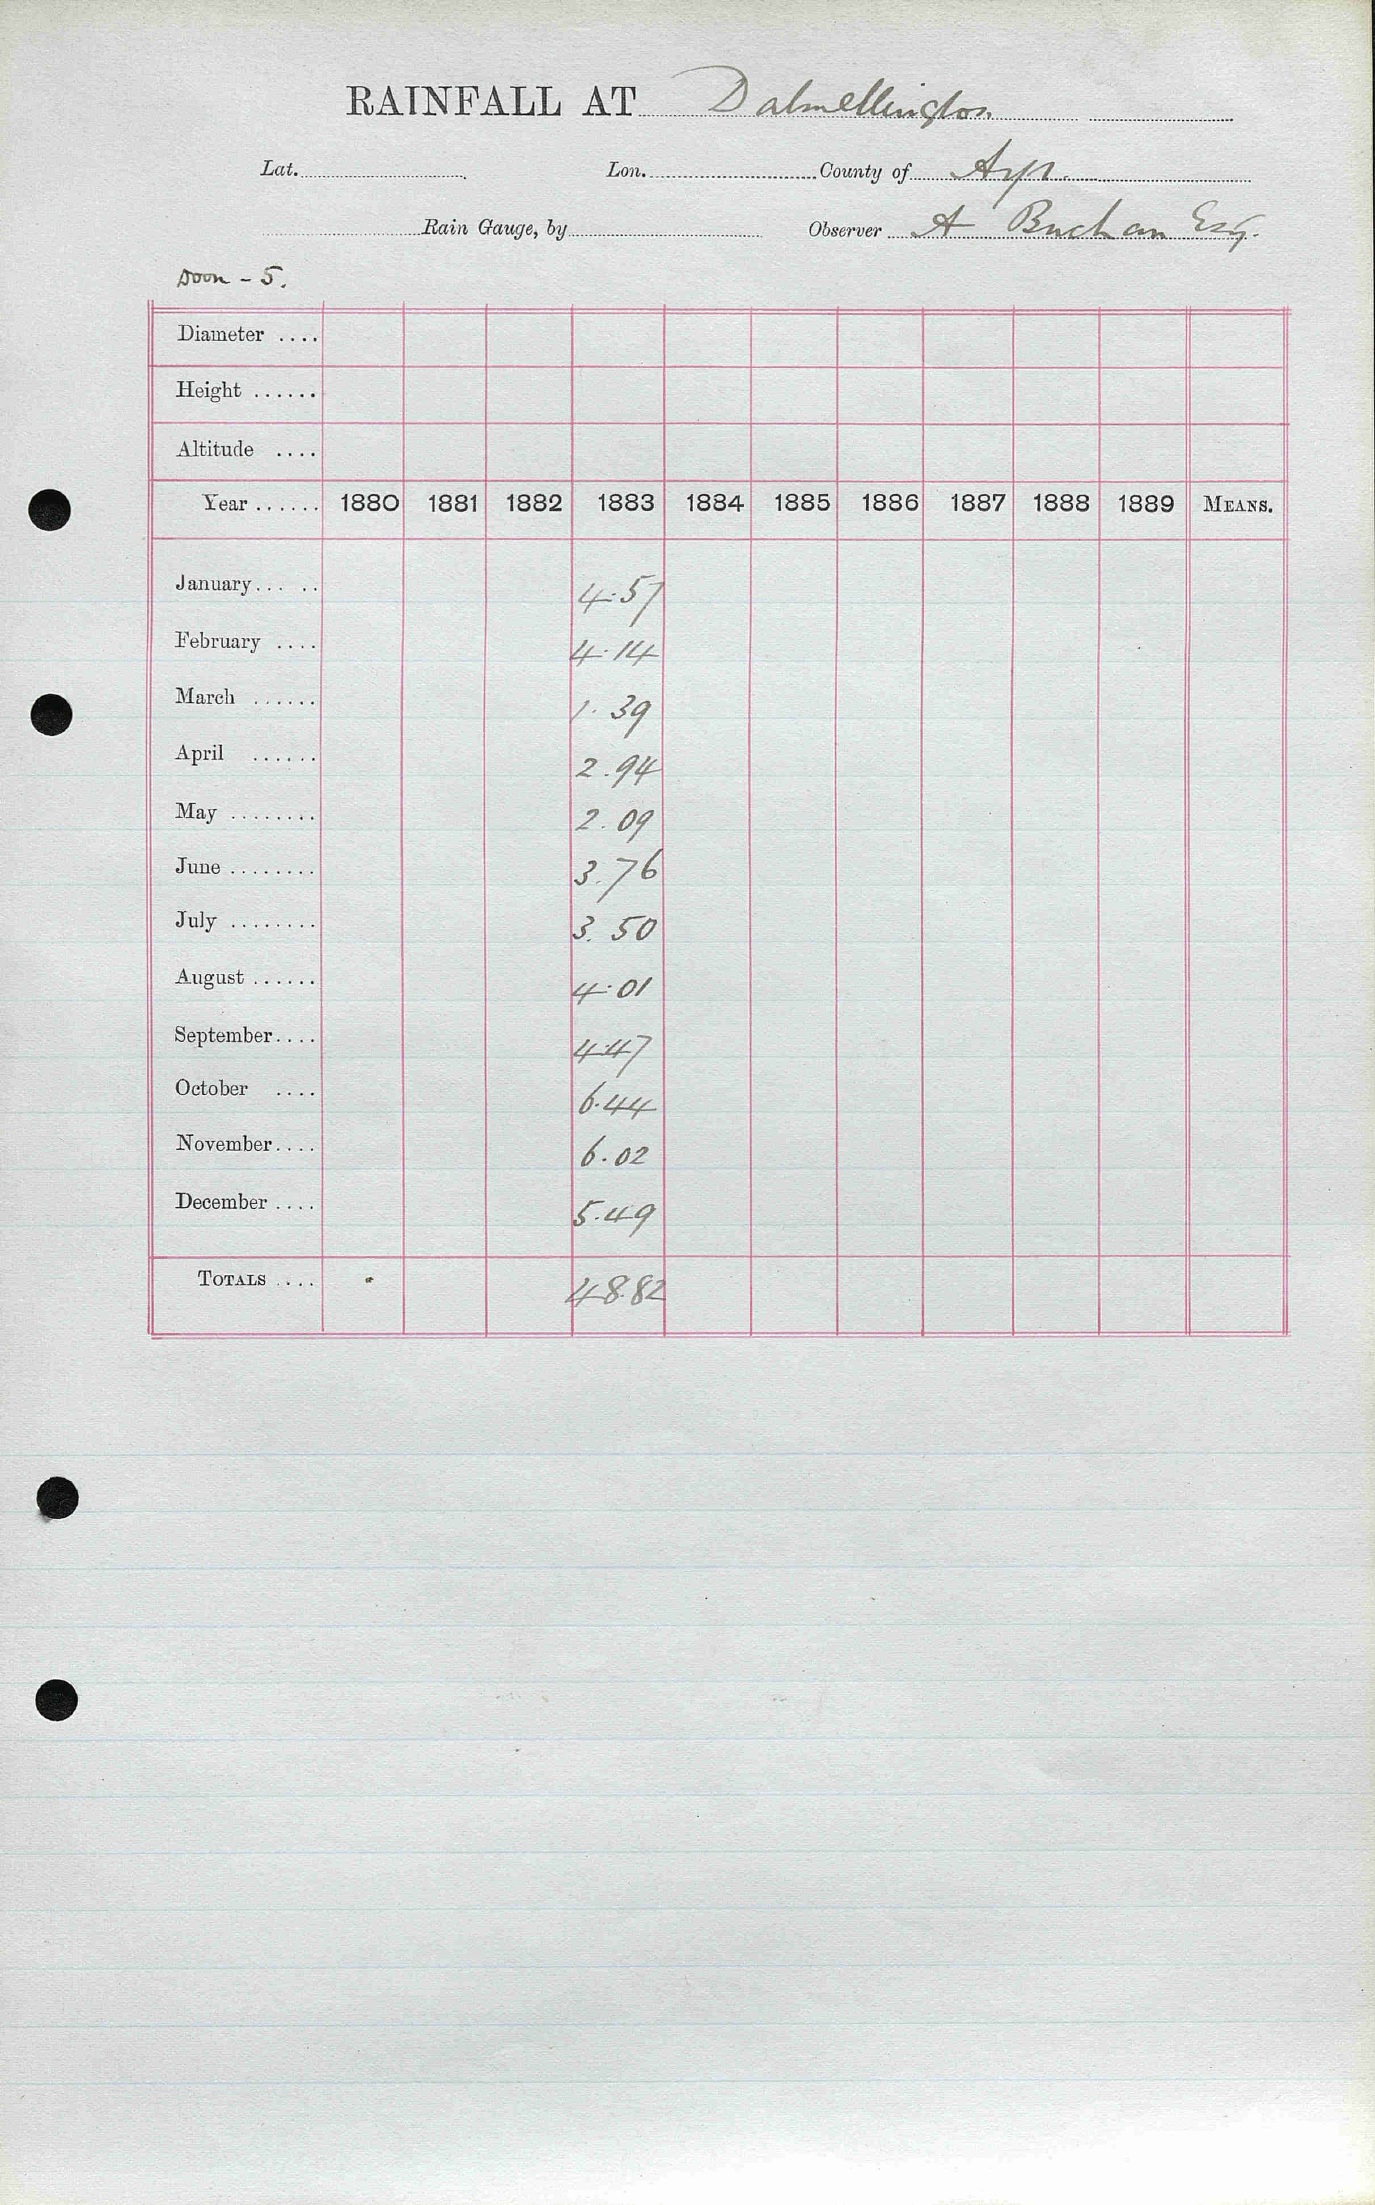 RAINFALL AT Dalmellington
Lat. Lon. County of Ayr.
Rain Gauge, by Observer A Buchan Esq.
Doon - 5.
Diameter ....
Height ......
Altitude ....
Year ...... 1880 1881 1882 1883 1884 1885 1886 1887 1888 1889 MEANS.
January ... .. 4.57
February .... 4.14
March ...... 1.39
April ...... 2.94
May ........ 2.09
June ........ 3.76
July ........ 3.50
August ...... 4.01
September .... 4.47
October .... 6.44
November .... 6.02
December .... 5.49
TOTALS .... 48.82